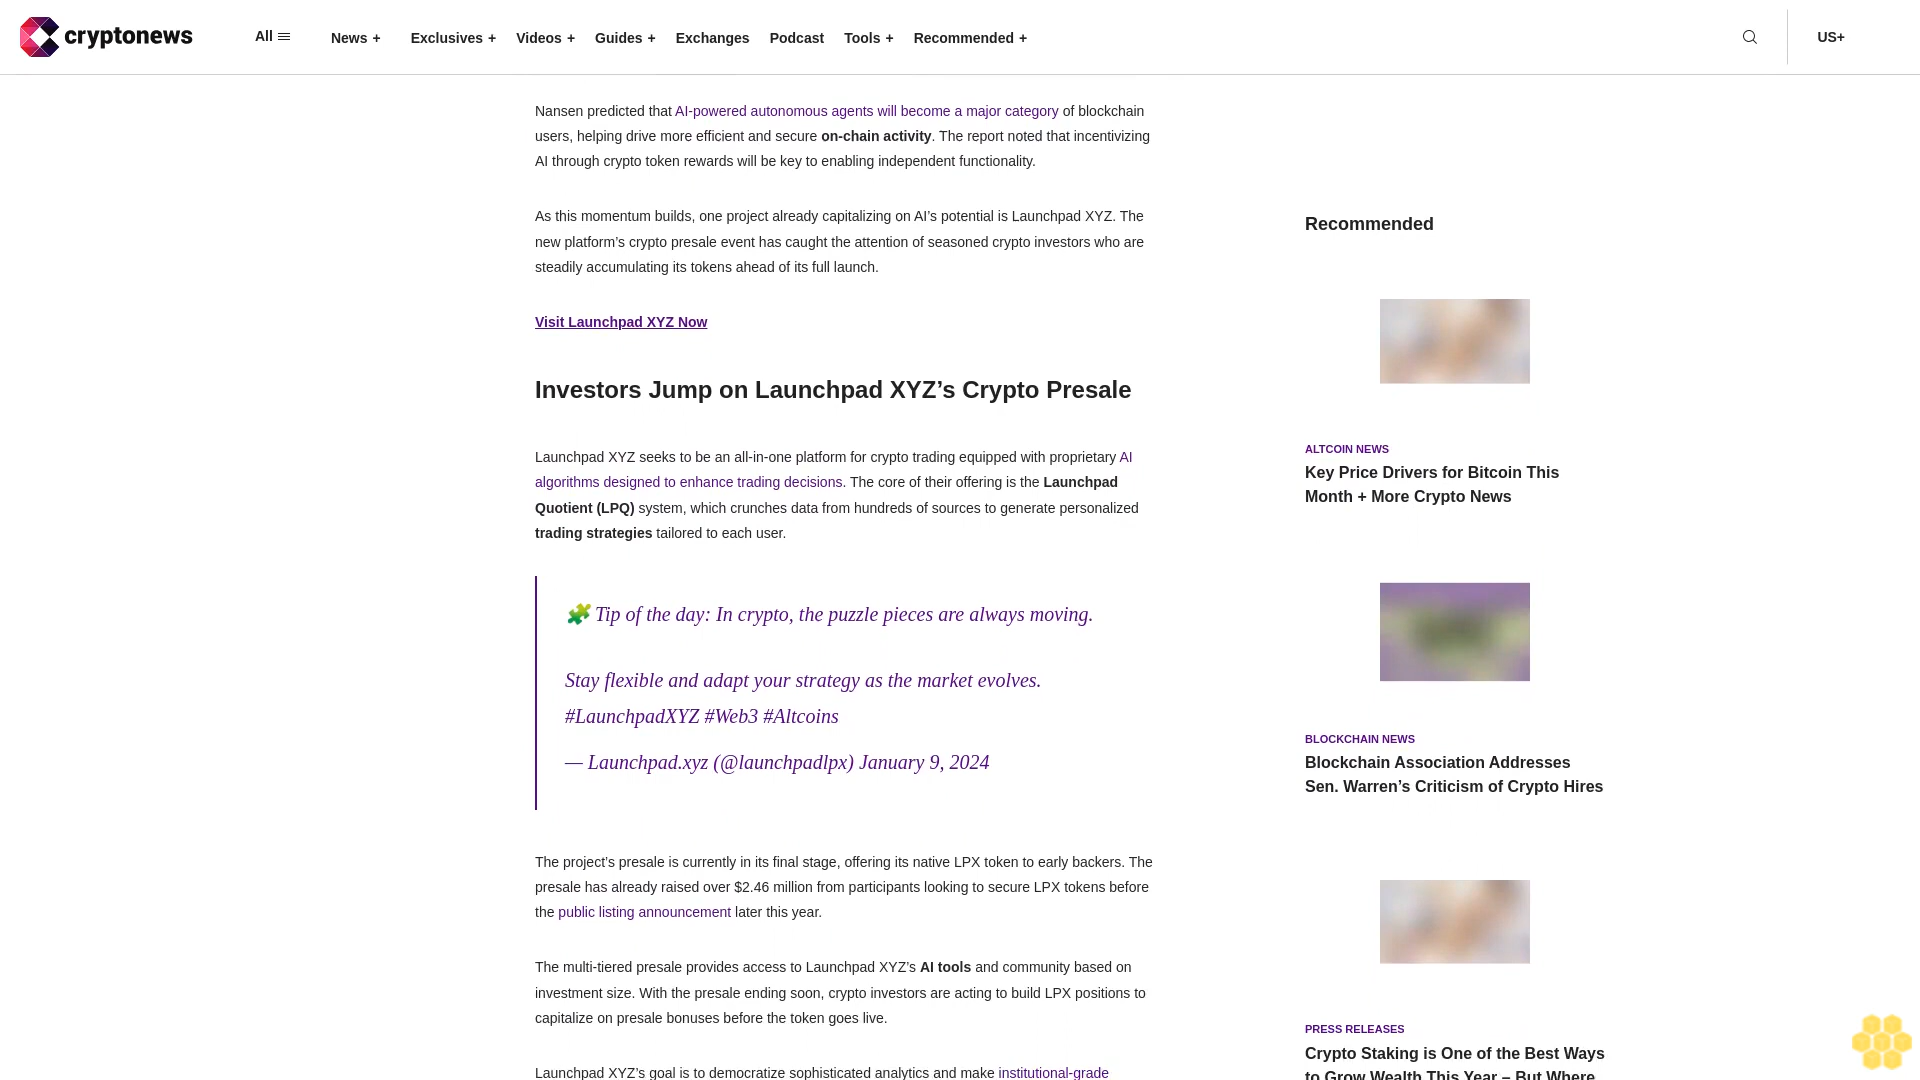 cryptonews
All
News +
Exclusives +
Videos +
Guides +
Exchanges
Podcast
Tools +
Recommended +
US+
Nansen predicted that AI-powered autonomous agents will become a major category of blockchain
users, helping drive more efficient and secure on-chain activity. The report noted that incentivizing
AI through crypto token rewards will be key to enabling independent functionality.
As this momentum builds, one project already capitalizing on AI’s potential is Launchpad XYZ. The
new platform’s crypto presale event has caught the attention of seasoned crypto investors who are
steadily accumulating its tokens ahead of its full launch.
Visit Launchpad XYZ Now
Investors Jump on Launchpad XYZ’s Crypto Presale
Launchpad XYZ seeks to be an all-in-one platform for crypto trading equipped with proprietary AI
algorithms designed to enhance trading decisions. The core of their offering is the Launchpad
Quotient (LPQ) system, which crunches data from hundreds of sources to generate personalized
trading strategies tailored to each user.
🧩 Tip of the day: In crypto, the puzzle pieces are always moving.
Stay flexible and adapt your strategy as the market evolves.
#LaunchpadXYZ #Web3 #Altcoins
— Launchpad.xyz (@launchpadlpx) January 9, 2024
The project’s presale is currently in its final stage, offering its native LPX token to early backers. The
presale has already raised over $2.46 million from participants looking to secure LPX tokens before
the public listing announcement later this year.
The multi-tiered presale provides access to Launchpad XYZ’s AI tools and community based on
investment size. With the presale ending soon, crypto investors are acting to build LPX positions to
capitalize on presale bonuses before the token goes live.
Launchpad XYZ’s goal is to democratize sophisticated analytics and make institutional-grade
Recommended
ALTCOIN NEWS
Key Price Drivers for Bitcoin This
Month + More Crypto News
BLOCKCHAIN NEWS
Blockchain Association Addresses
Sen. Warren’s Criticism of Crypto Hires
PRESS RELEASES
Crypto Staking is One of the Best Ways
to Grow Wealth This Year – But Where